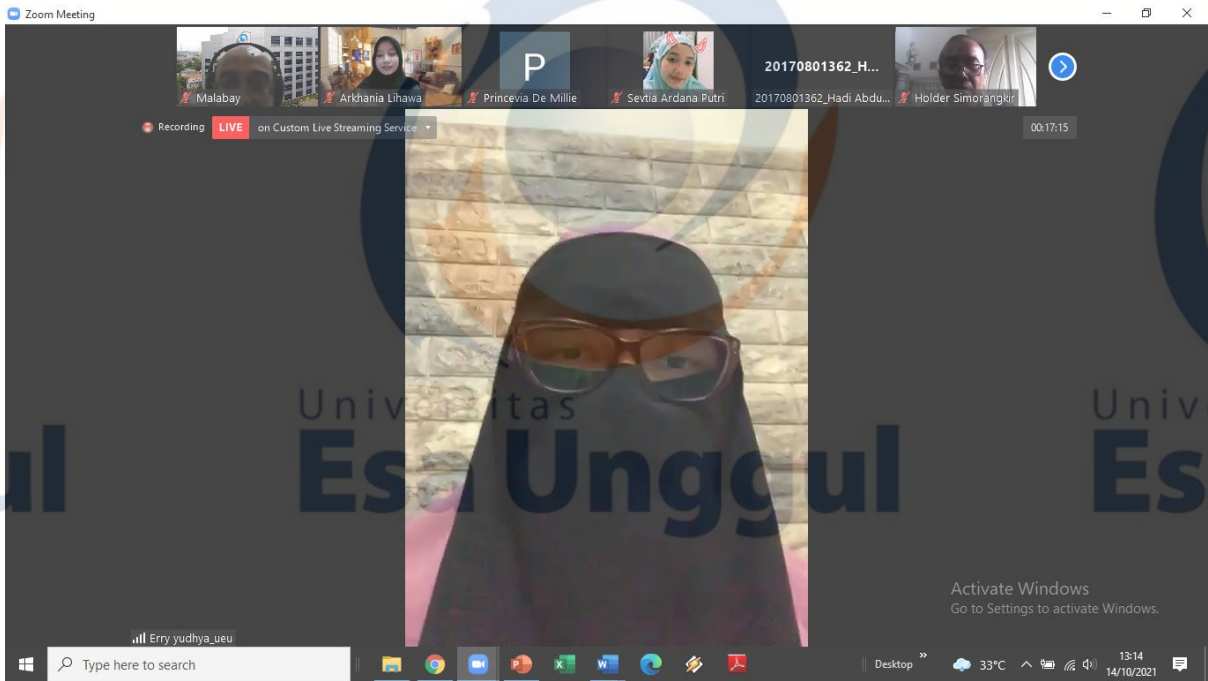 Zoom Meeting
P
20170801362_H...
Malabay
Arkhania Lihawa
Princevia De Millie
Sevtia Ardana Putri
20170801362_Hadi Abdu...
Holder Simorangkir
Recording
LIVE
on Custom Live Streaming Service
00:17:15
Universitas
Esa Unggul
ul
Univ
Es
Activate Windows
Go to Settings to activate Windows.
Erry yudhya_ueu
Type here to search
Desktop
33°C
13:14
14/10/2021